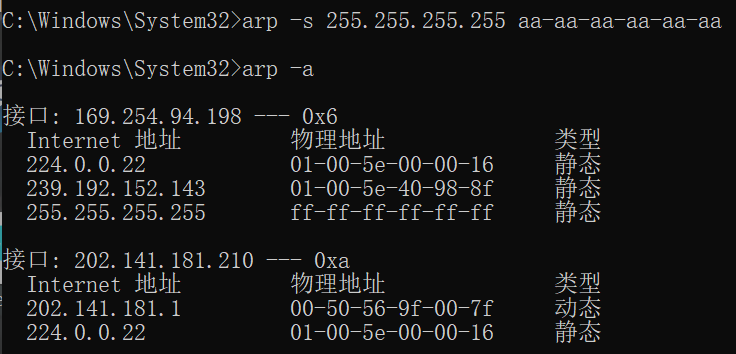 C:\Windows\System32>arp -s 255.255.255.255 aa-aa-aa-aa-aa-aa
C:\Windows\System32>arp -a
接口: 169.254.94.198 --- 0x6
Internet 地址 物理地址 类型
224.0.0.22 01-00-5e-00-00-16 静态
239.192.152.143 01-00-5e-40-98-8f 静态
255.255.255.255 ff-ff-ff-ff-ff-ff 静态
接口: 202.141.181.210 --- 0xa
Internet 地址 物理地址 类型
202.141.181.1 00-50-56-9f-00-7f 动态
224.0.0.22 01-00-5e-00-00-16 静态